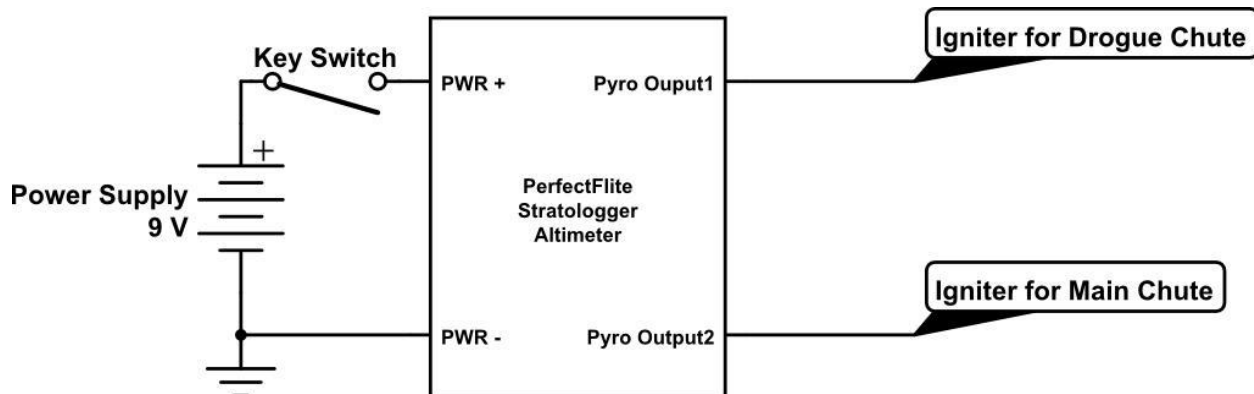 Igniter for Drogue Chute
Key Switch
PWR +
Pyro Ouput1
+
Power Supply
9 V
PerfectFlite
Stratologger
Altimeter
Igniter for Main Chute
PWR -
Pyro Output2